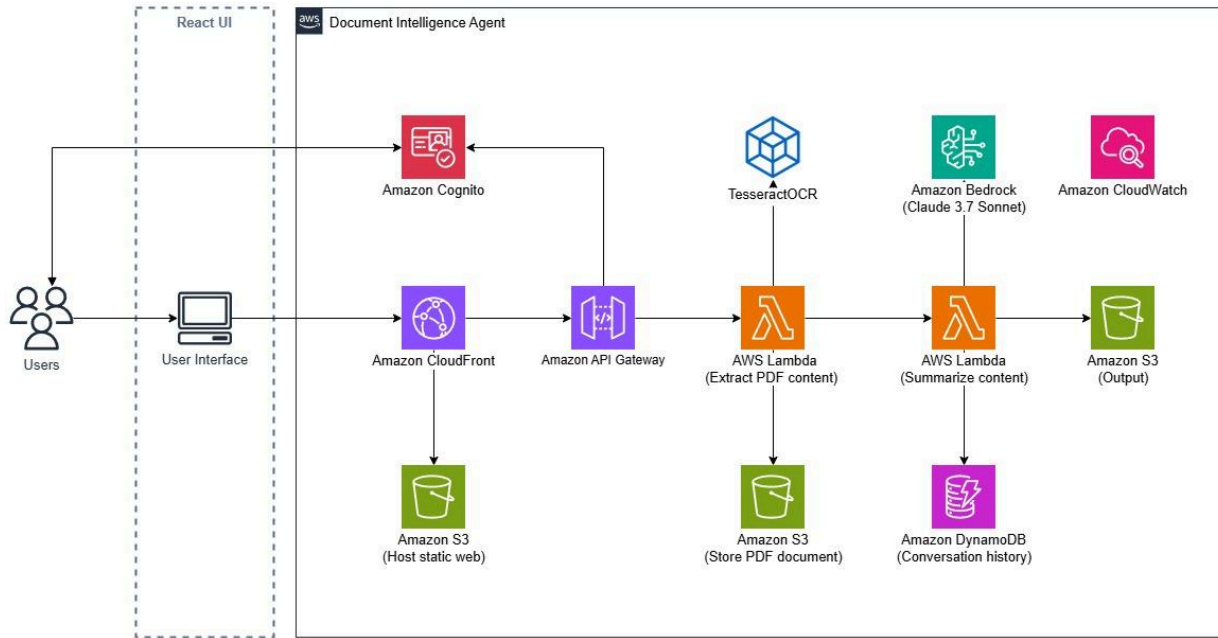 React UI
aws
Document Intelligence Agent
Amazon Cognito
TesseractOCR
Amazon Bedrock
(Claude 3.7 Sonnet)
Amazon CloudWatch
Users
User Interface
Amazon CloudFront
</>
Amazon API Gateway
AWS Lambda
(Extract PDF content)
AWS Lambda
(Summarize content)
Amazon S3
(Output)
Amazon S3
(Host static web)
Amazon S3
(Store PDF document)
Amazon DynamoDB
(Conversation history)